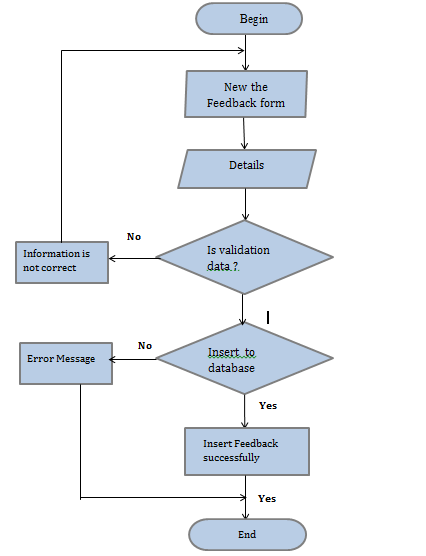 Begin
New the
Feedback form
Details
Is validation
data ?
No
Information is
not correct
Insert to
database
No
Error Message
Yes
Insert Feedback
successfully
Yes
End